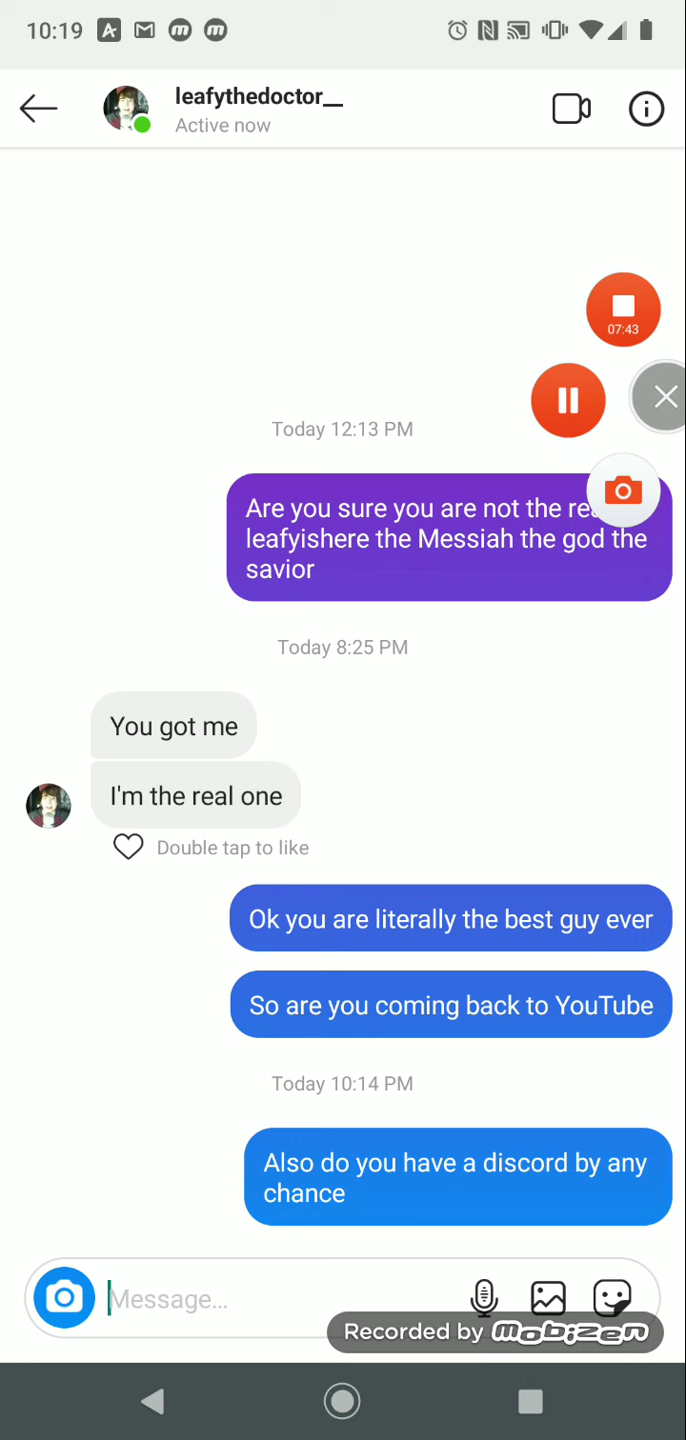 10:19
leafythedoctor__
Active now
07:43
Today 12:13 PM
Are you sure you are not the
leafyishere the Messiah the god the
savior
Today 8:25 PM
You got me
I'm the real one
Double tap to like
Ok you are literally the best guy ever
So are you coming back to YouTube
Today 10:14 PM
Also do you have a discord by any
chance
Message...
Recorded by mobizen